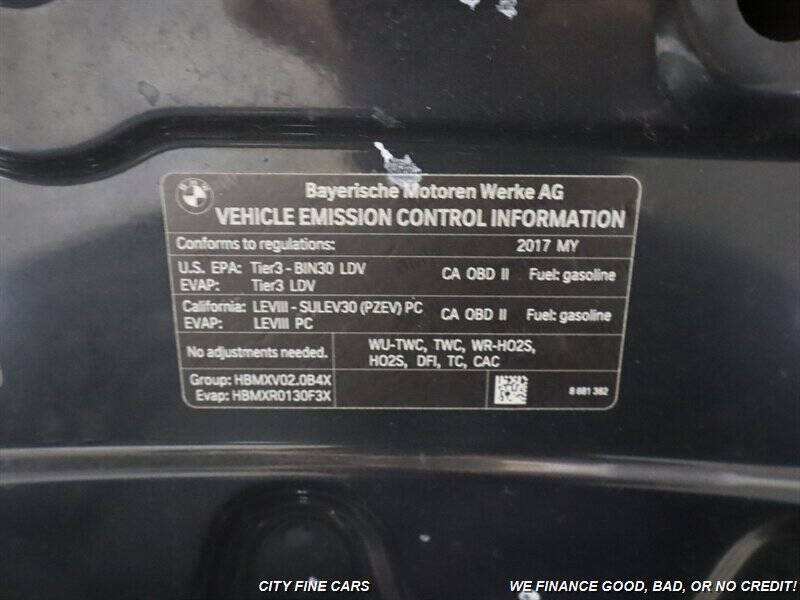 Bayerische Motoren Werke AG
VEHICLE EMISSION CONTROL INFORMATION
Conforms to regulations: 2017 MY
U.S. EPA: Tier3 - BIN30 LDV CA OBD II Fuel: gasoline
EVAP: Tier3 LDV
California: LEVIII - SULEV30 (PZEV) PC CA OBD II Fuel: gasoline
EVAP: LEVIII PC
No adjustments needed. WU-TWC, TWC, WR-HO2S,
HO2S, DFI, TC, CAC
Group: HBMXV02.0B4X
Evap: HBMXR0130F3X 8 681 382
CITY FINE CARS WE FINANCE GOOD, BAD, OR NO CREDIT!